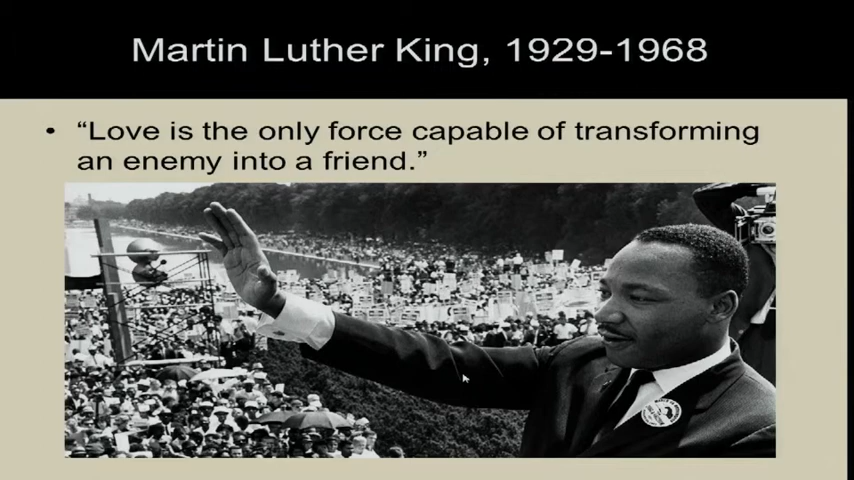 Martin Luther King, 1929-1968
• “Love is the only force capable of transforming
an enemy into a friend.”